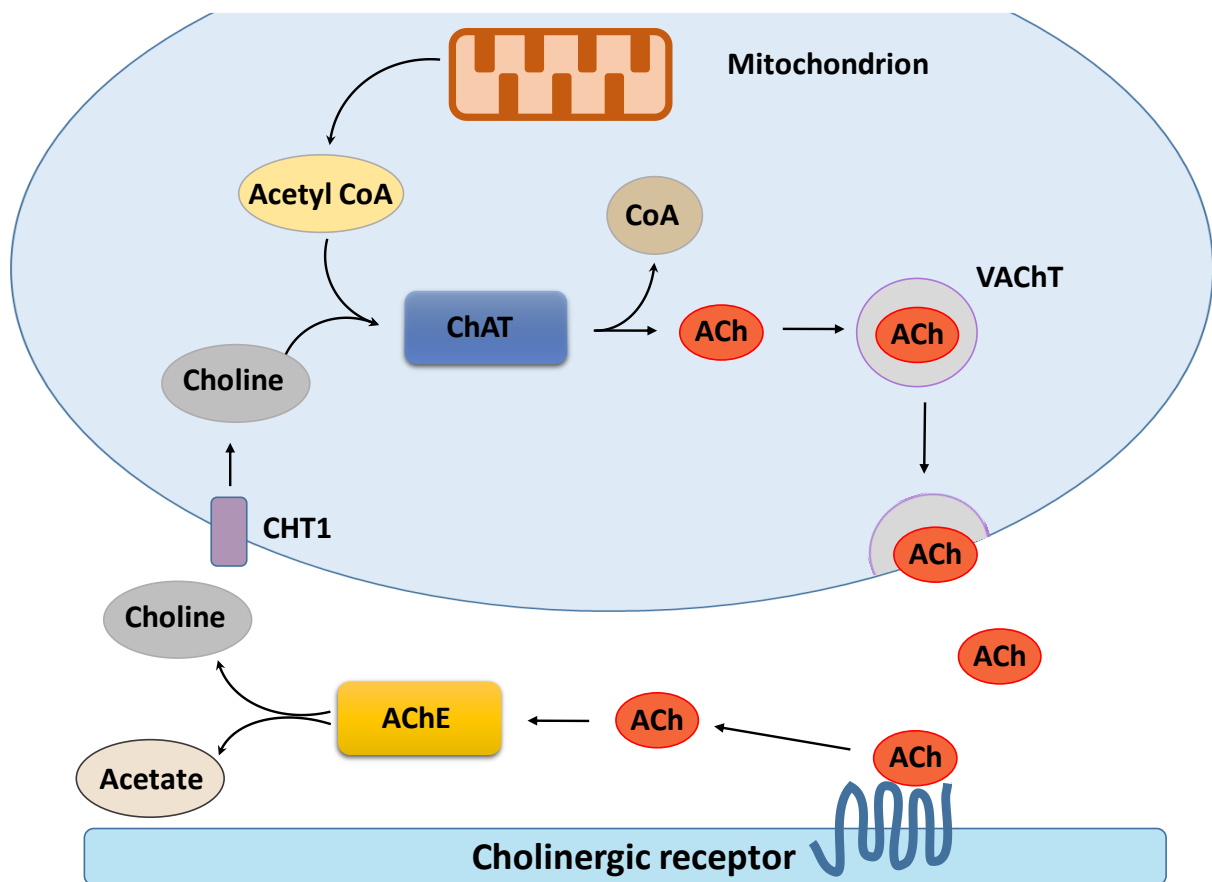 Mitochondrion
Acetyl CoA
CoA
VAChT
ChAT
ACh
ACh
Choline
CHT1
ACh
Choline
ACh
AChE
ACh
ACh
Acetate
Cholinergic receptor